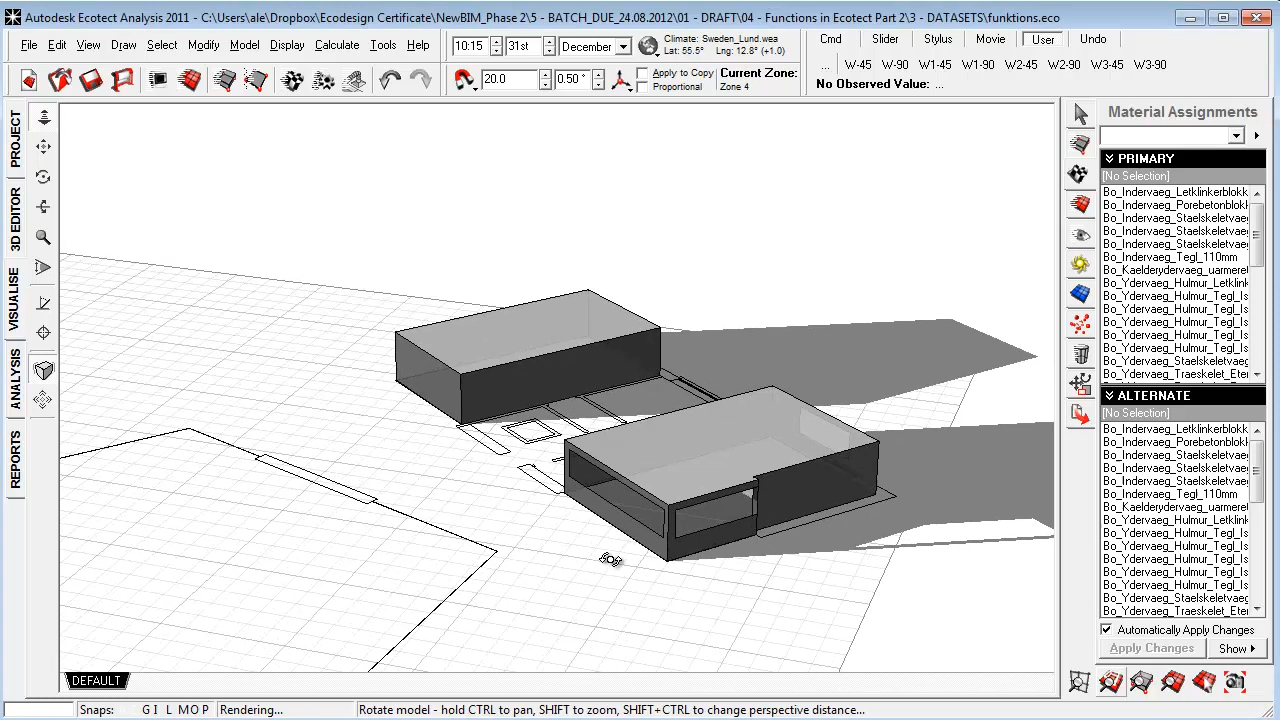 Autodesk Ecotect Analysis 2011 - C:\Users\ale\Dropbox\Ecodesign Certificate\NewBIM_Phase 2\5 - BATCH_DUE_24.08.2012\01 - DRAFT\04 - Functions in Ecotect Part 2\3 - DATASETS\funktions.eco
File Edit View Draw Select Modify Model Display Calculate Tools Help
10:15 31st December
Climate: Sweden_Lund.wea
Lat: 55.5° Lng: 12.8° (+1.0)
Cmd Slider Stylus Movie User Undo
... W-45 W-90 W1-45 W1-90 W2-45 W2-90 W3-45 W3-90
20.0 0.50 °
Apply to Copy
Proportional
Current Zone:
Zone 4
No Observed Value: ...
PROJECT
3D EDITOR
VISUALISE
ANALYSIS
REPORTS
Material Assignments
PRIMARY
[No Selection]
Bo_Indervaeg_Letklinkerblokk
Bo_Indervaeg_Porebetonblok
Bo_Indervaeg_Staelskeletvaeg
Bo_Indervaeg_Staelskeletvaeg
Bo_Indervaeg_Staelskeletvaeg
Bo_Indervaeg_Tegl_110mm
Bo_Kaelderydervaeg_uarmerel
Bo_Ydervaeg_Hulmur_Letklink
Bo_Ydervaeg_Hulmur_Tegl_Is
Bo_Ydervaeg_Hulmur_Tegl_Is
Bo_Ydervaeg_Hulmur_Tegl_Is
Bo_Ydervaeg_Hulmur_Tegl_Is
Bo_Ydervaeg_Hulmur_Tegl_Is
Bo_Ydervaeg_Staelskeletvaeg
Bo_Ydervaeg_Traeskelet_Eter
ALTERNATE
[No Selection]
Bo_Indervaeg_Letklinkerblokk
Bo_Indervaeg_Porebetonblok
Bo_Indervaeg_Staelskeletvaeg
Bo_Indervaeg_Staelskeletvaeg
Bo_Indervaeg_Staelskeletvaeg
Bo_Indervaeg_Tegl_110mm
Bo_Kaelderydervaeg_uarmerel
Bo_Ydervaeg_Hulmur_Letklink
Bo_Ydervaeg_Hulmur_Tegl_Is
Bo_Ydervaeg_Hulmur_Tegl_Is
Bo_Ydervaeg_Hulmur_Tegl_Is
Bo_Ydervaeg_Hulmur_Tegl_Is
Bo_Ydervaeg_Hulmur_Tegl_Is
Bo_Ydervaeg_Staelskeletvaeg
Bo_Ydervaeg_Traeskelet_Eter
Automatically Apply Changes
Apply Changes Show
DEFAULT
Snaps: G I L M O P Rendering... Rotate model - hold CTRL to pan, SHIFT to zoom, SHIFT+CTRL to change perspective distance...